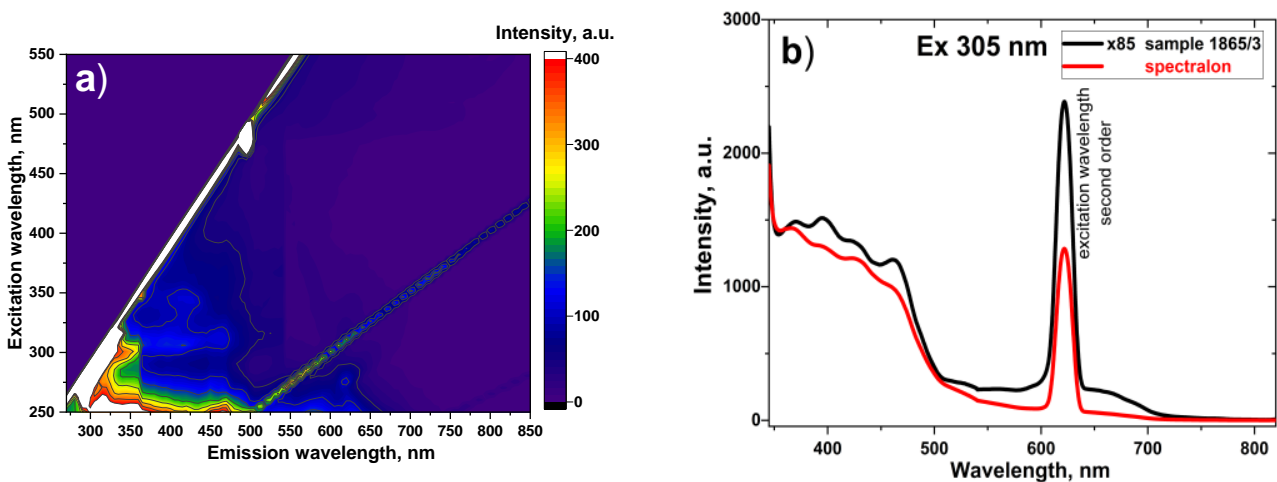 a)
Intensity, a.u.
550
500
450
400
350
300
250
300 350 400 450 500 550 600 650 700 750 800 850
Excitation wavelength, nm
Emission wavelength, nm
400
300
200
100
0
b)
Ex 305 nm
x85 sample 1865/3
spectralon
excitation wavelength
second order
3000
2000
1000
0
400 500 600 700 800
Intensity, a.u.
Wavelength, nm